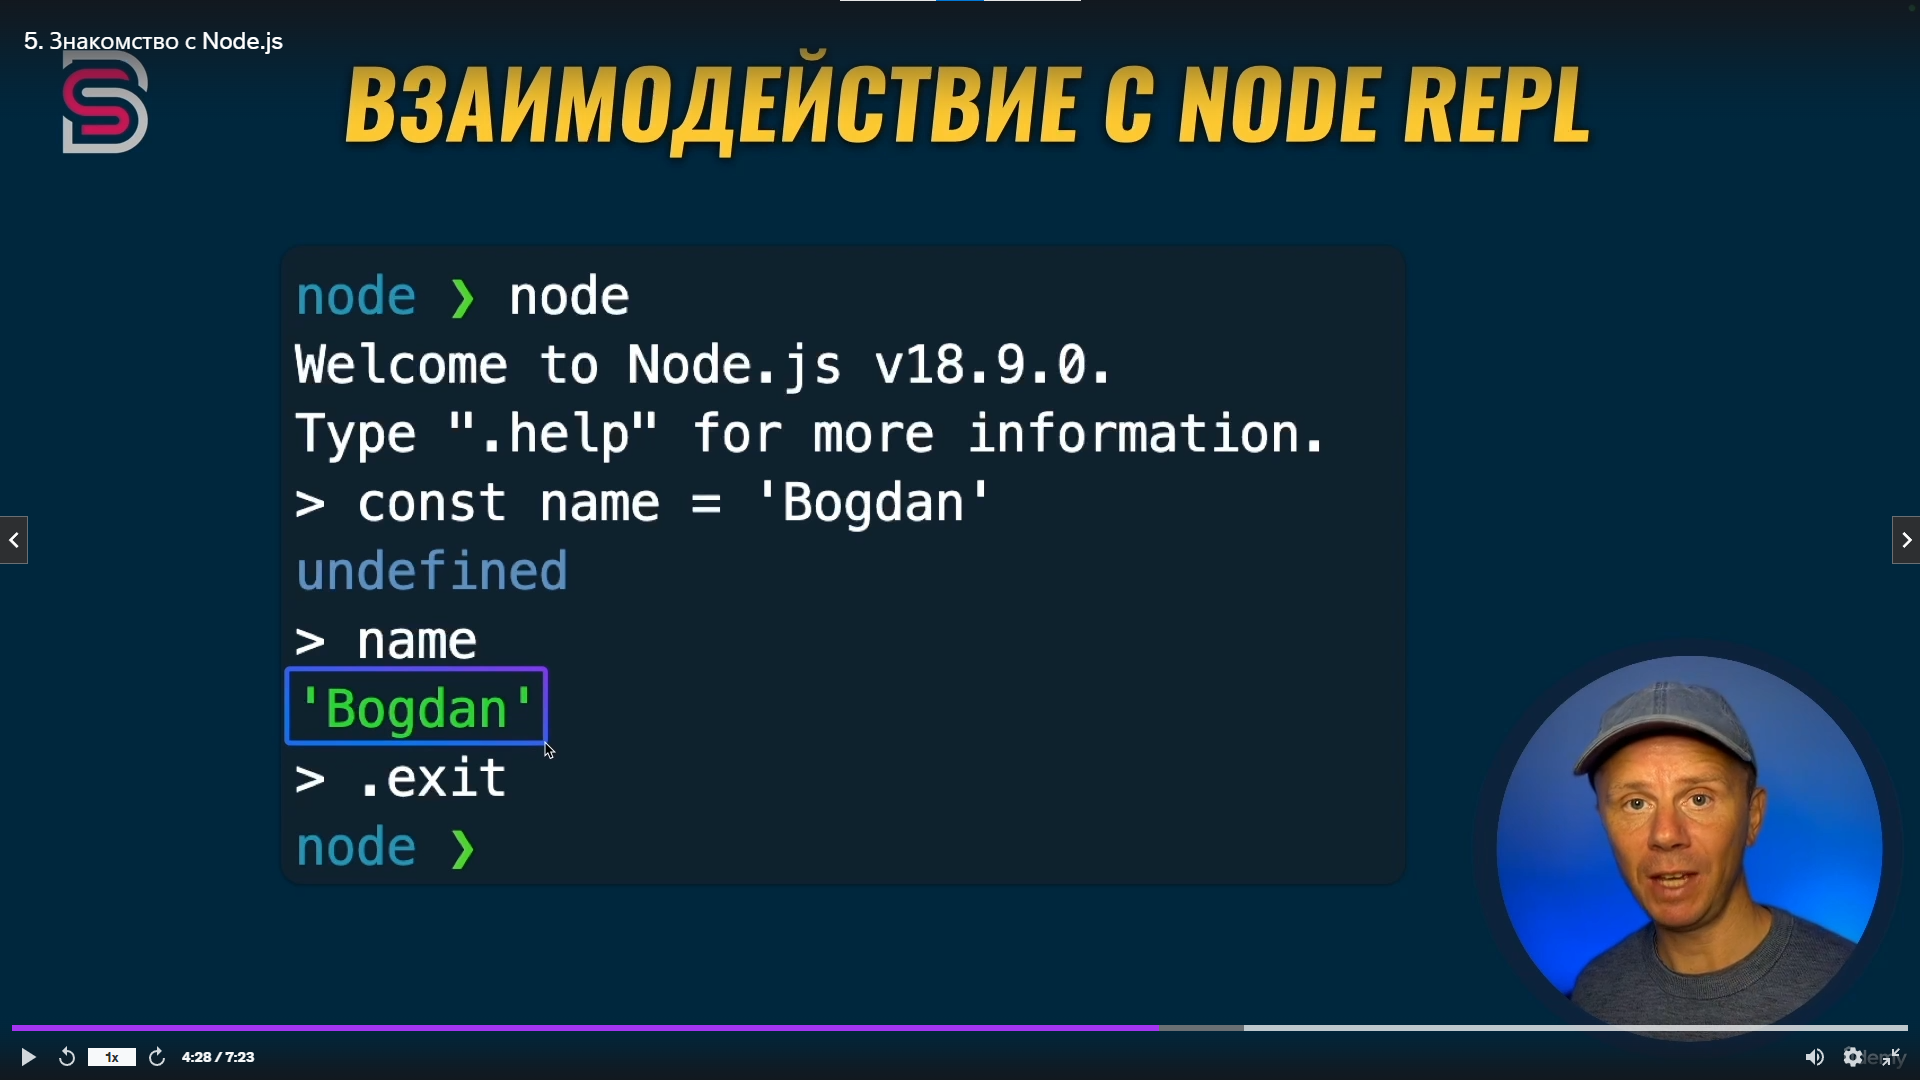 5. Знакомство с Node.js
ВЗАИМОДЕЙСТВИЕ С NODE REPL
node ❯ node
Welcome to Node.js v18.9.0.
Type ".help" for more information.
> const name = 'Bogdan'
undefined
> name
'Bogdan'
> .exit
node ❯
1x
4:28 / 7:23